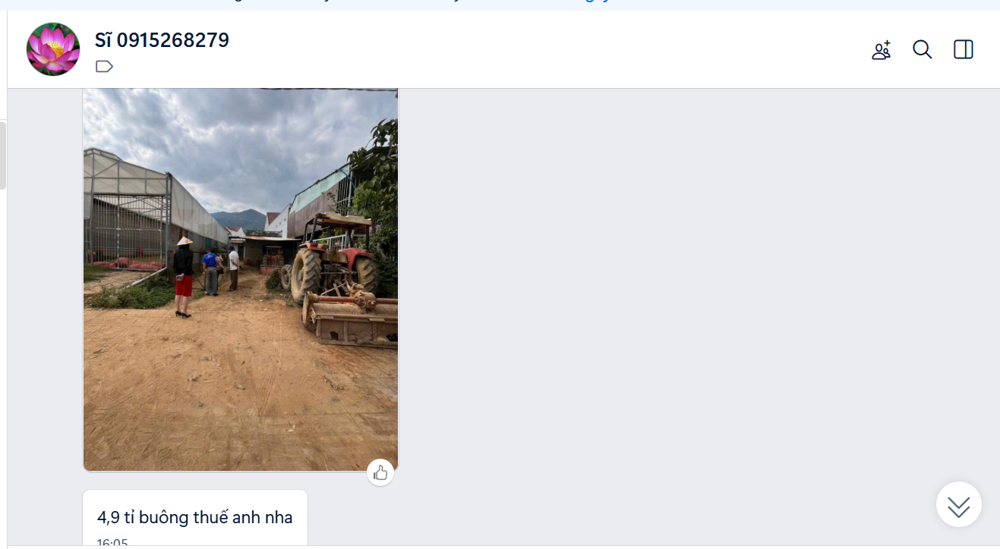 Sĩ 0915268279
4,9 tỉ buông thuế anh nha
16:05